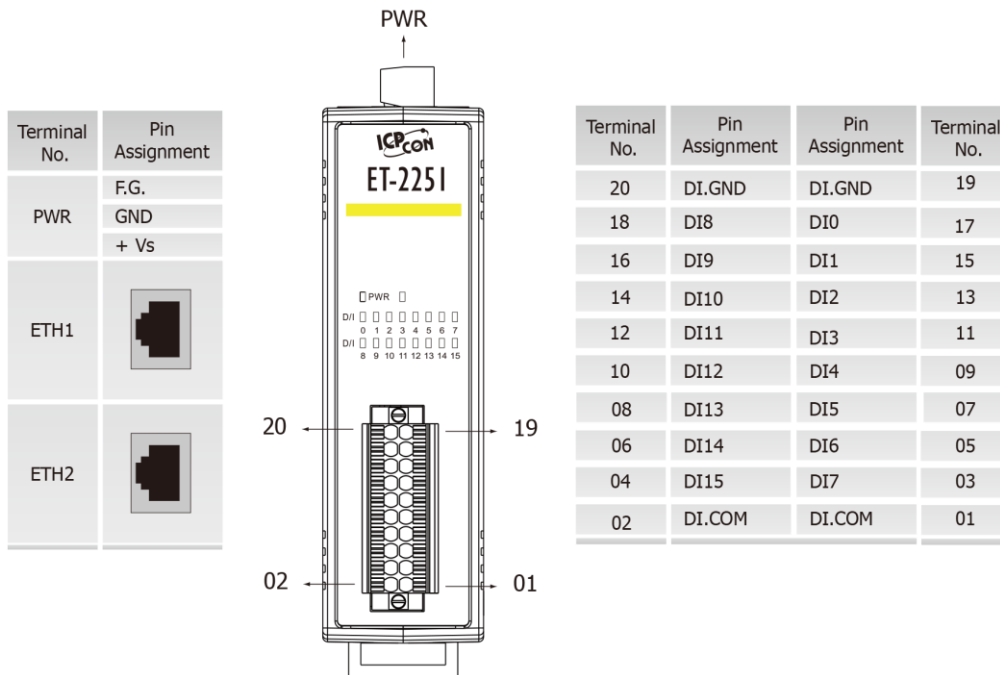 PWR
Terminal No. Pin Assignment
PWR F.G.
GND
+ Vs
ETH1
ETH2
ICP CON
ET-2251
PWR
D/I
0 1 2 3 4 5 6 7
D/I
8 9 10 11 12 13 14 15
20 19
02 01
Terminal No. Pin Assignment Pin Assignment Terminal No.
20 DI.GND DI.GND 19
18 DI8 DI0 17
16 DI9 DI1 15
14 DI10 DI2 13
12 DI11 DI3 11
10 DI12 DI4 09
08 DI13 DI5 07
06 DI14 DI6 05
04 DI15 DI7 03
02 DI.COM DI.COM 01